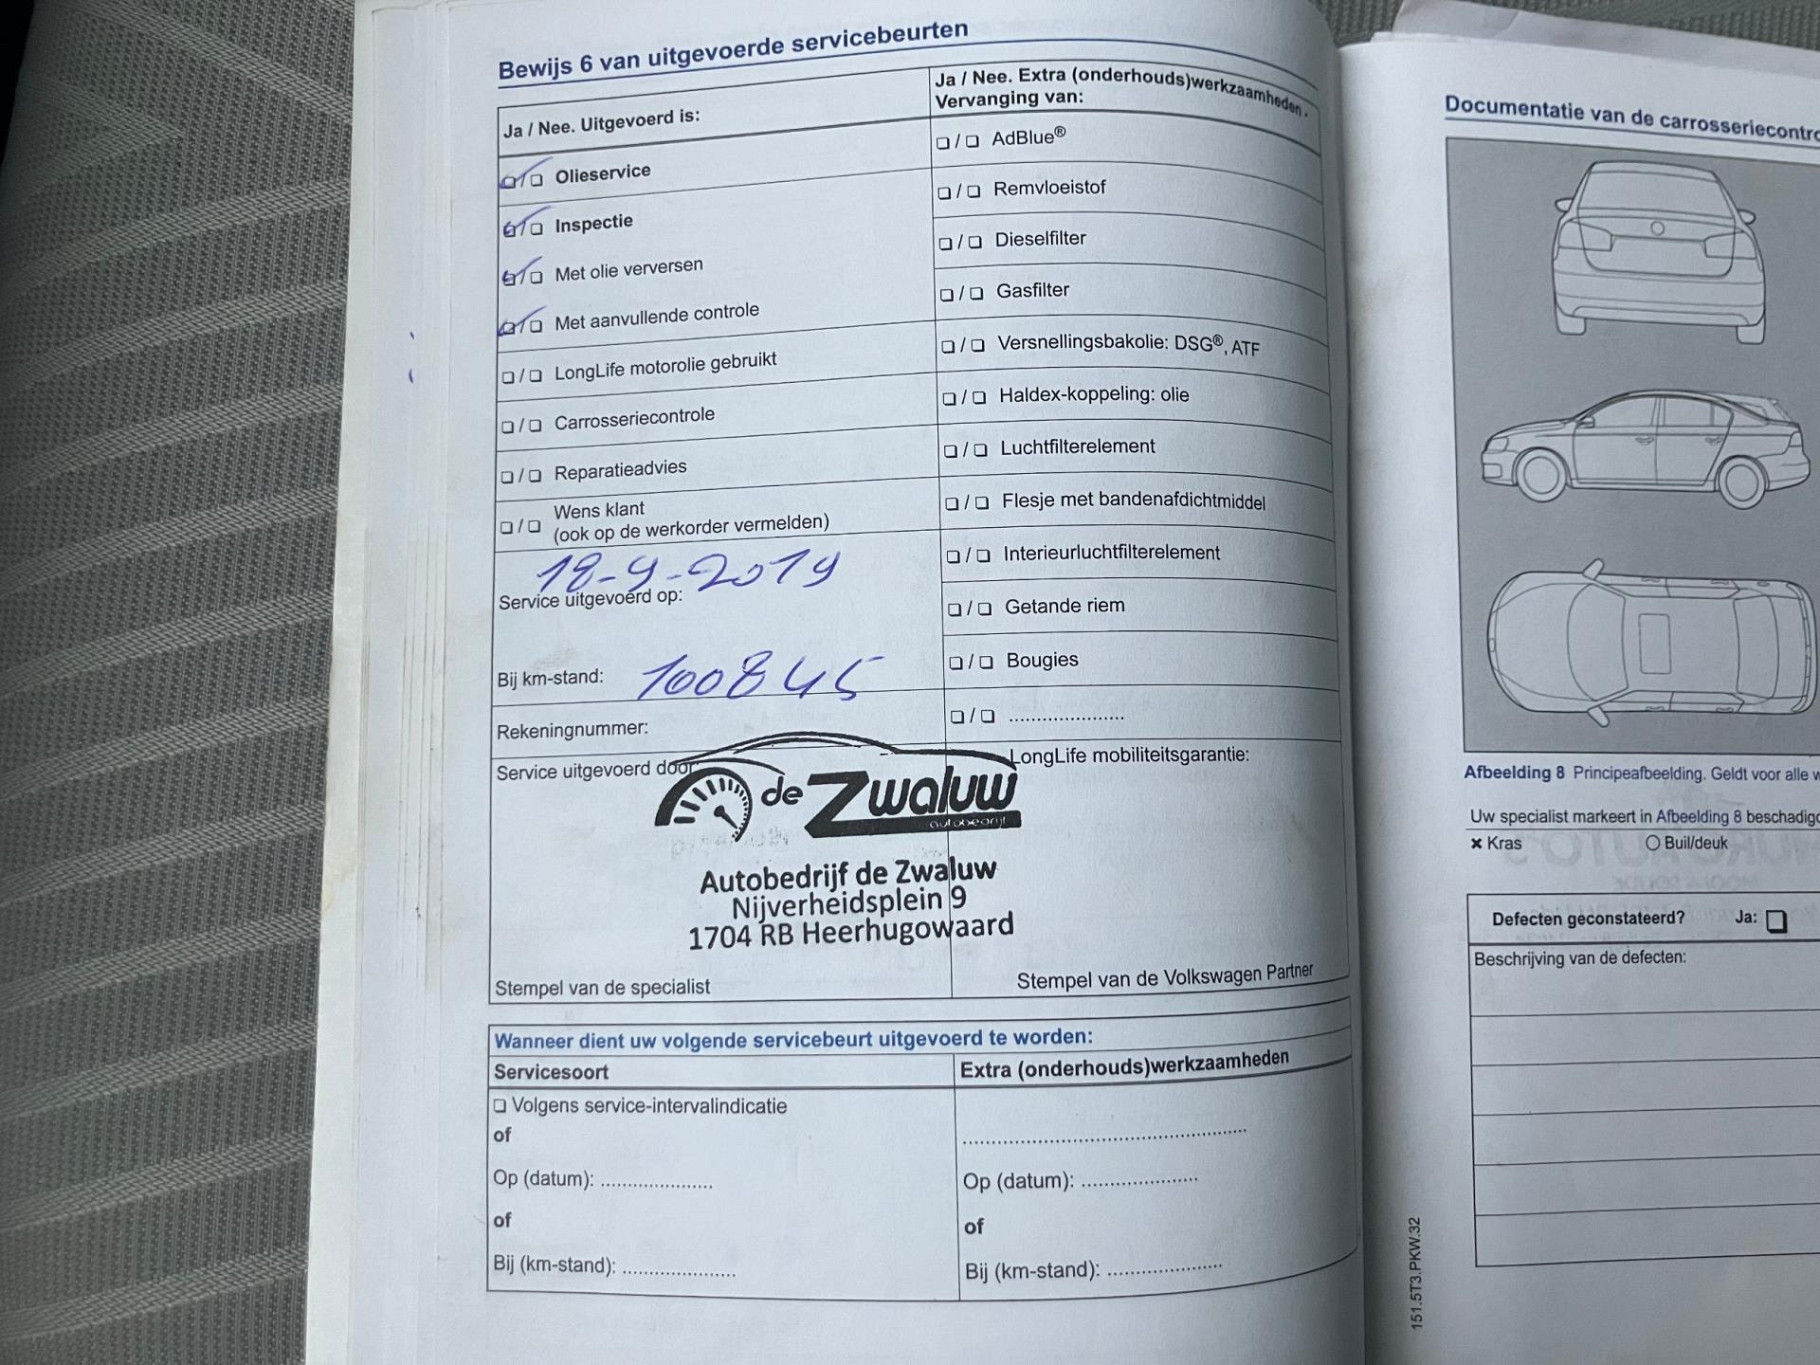 Bewijs 6 van uitgevoerde servicebeurten
Ja / Nee. Uitgevoerd is:
Olieservice
Inspectie
Met olie verversen
Met aanvullende controle
LongLife motorolie gebruikt
Carrosseriecontrole
Reparatieadvies
Wens klant
(ook op de werkorder vermelden)
18-9-2019
Service uitgevoerd op:
Bij km-stand: 100845
Rekeningnummer:
Service uitgevoerd door:
de Zwaluw
autobedrijf
Autobedrijf de Zwaluw
Nijverheidsplein 9
1704 RB Heerhugowaard
Stempel van de specialist
Ja / Nee. Extra (onderhouds)werkzaamheden.
Vervanging van:
/ AdBlue®
/ Remvloeistof
/ Dieselfilter
/ Gasfilter
/ Versnellingsbakolie: DSG®, ATF
/ Haldex-koppeling: olie
/ Luchtfilterelement
/ Flesje met bandenafdichtmiddel
/ Interieurluchtfilterelement
/ Getande riem
/ Bougies
/ ......................
LongLife mobiliteitsgarantie:
Stempel van de Volkswagen Partner
Wanneer dient uw volgende servicebeurt uitgevoerd te worden:
Servicesoort
Volgens service-intervalindicatie
of
Op (datum): .....................
of
Bij (km-stand): .....................
Extra (onderhouds)werkzaamheden
.....................................................
Op (datum): .....................
of
Bij (km-stand): .....................
Documentatie van de carrosseriecontro
Afbeelding 8 Principeafbeelding. Geldt voor alle
Uw specialist markeert in Afbeelding 8 beschadig
× Kras
Buil/deuk
Defecten geconstateerd? Ja:
Beschrijving van de defecten:
151.5T3.PKW.32